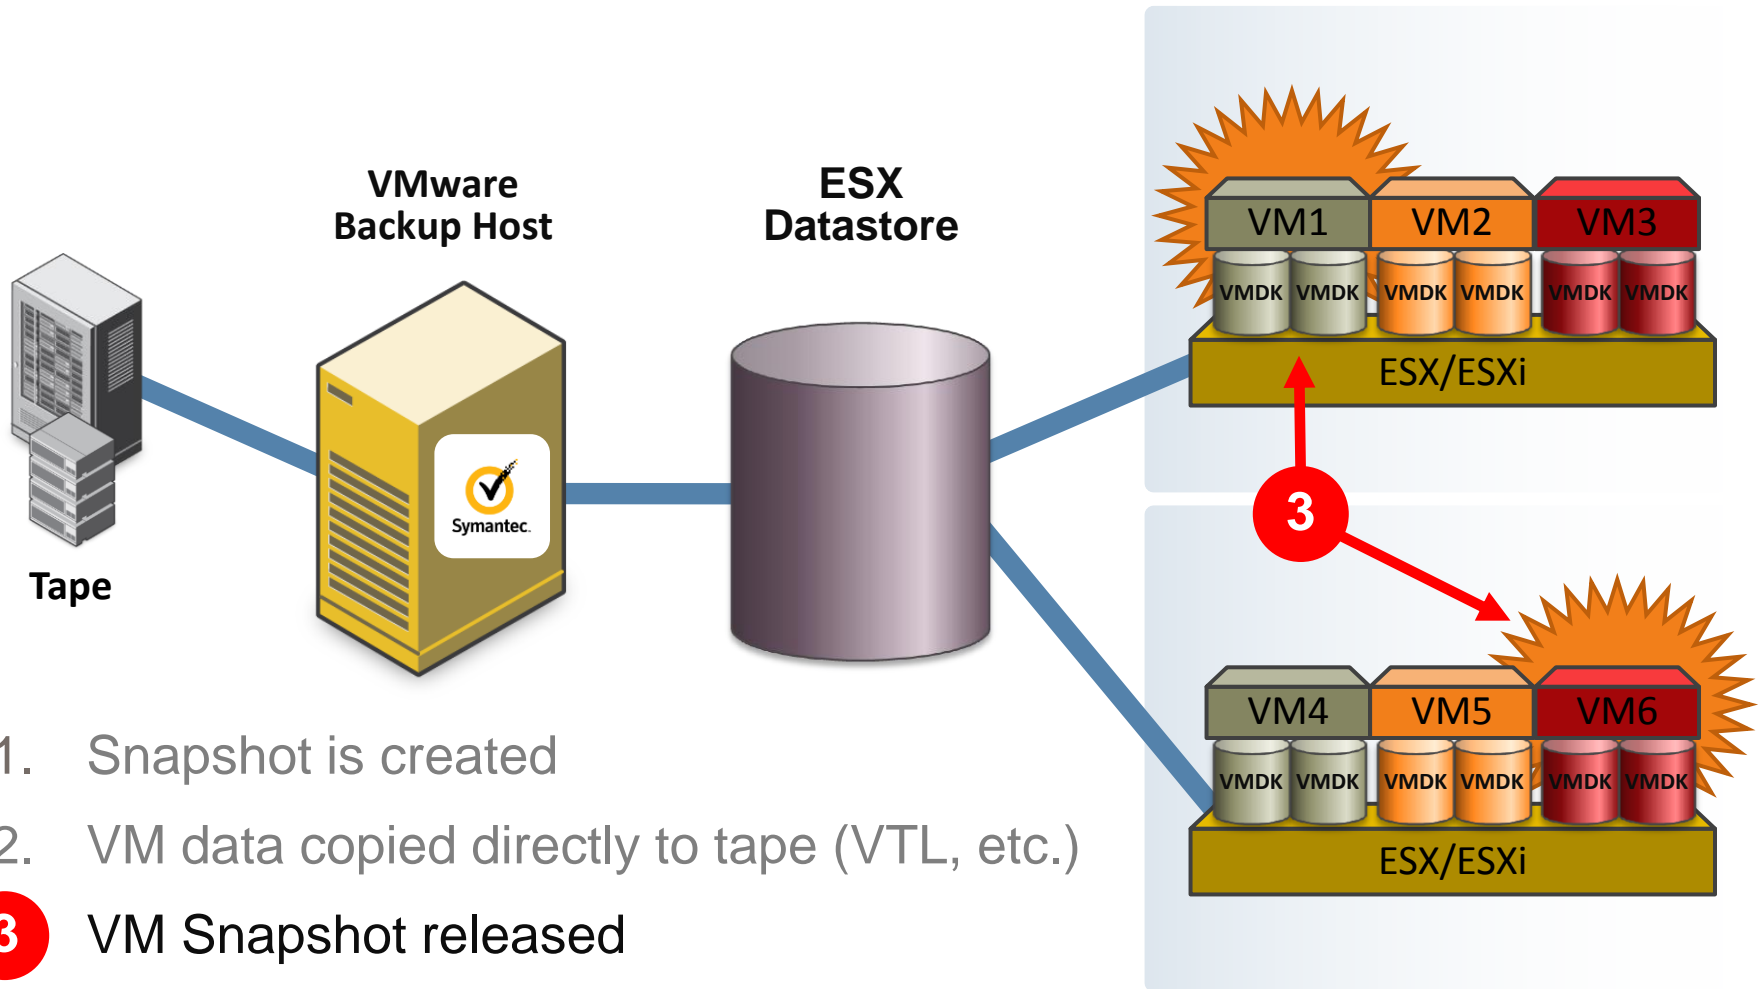 VMware
Backup Host
ESX
Datastore
Tape
Symantec.
VM1 VM2 VM3
VMDK VMDK VMDK VMDK VMDK VMDK
ESX/ESXi
3
VM4 VM5 VM6
VMDK VMDK VMDK VMDK VMDK VMDK
ESX/ESXi
1. Snapshot is created
2. VM data copied directly to tape (VTL, etc.)
3 VM Snapshot released